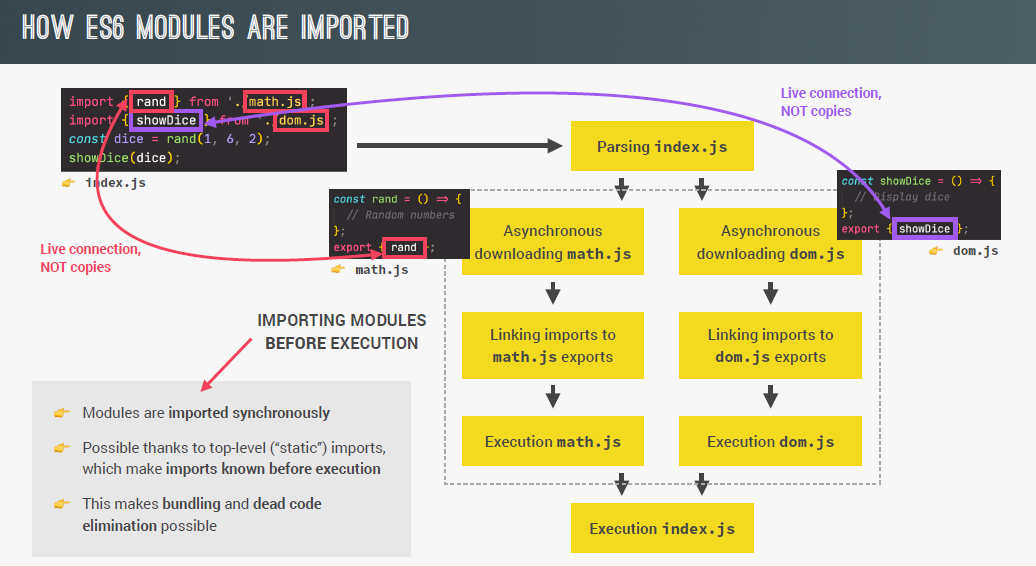 HOW ES6 MODULES ARE IMPORTED
import { rand } from './math.js';
import { showDice } from './dom.js';
const dice = rand(1, 6, 2);
showDice(dice);
index.js
Live connection,
NOT copies
const rand = () => {
// Random numbers
};
export { rand };
math.js
Live connection,
NOT copies
const showDice = () => {
// Display dice
};
export { showDice };
dom.js
Parsing index.js
Asynchronous
downloading math.js
Asynchronous
downloading dom.js
Linking imports to
math.js exports
Linking imports to
dom.js exports
Execution math.js
Execution dom.js
Execution index.js
IMPORTING MODULES
BEFORE EXECUTION
Modules are imported synchronously
Possible thanks to top-level (“static”) imports,
which make imports known before execution
This makes bundling and dead code
elimination possible